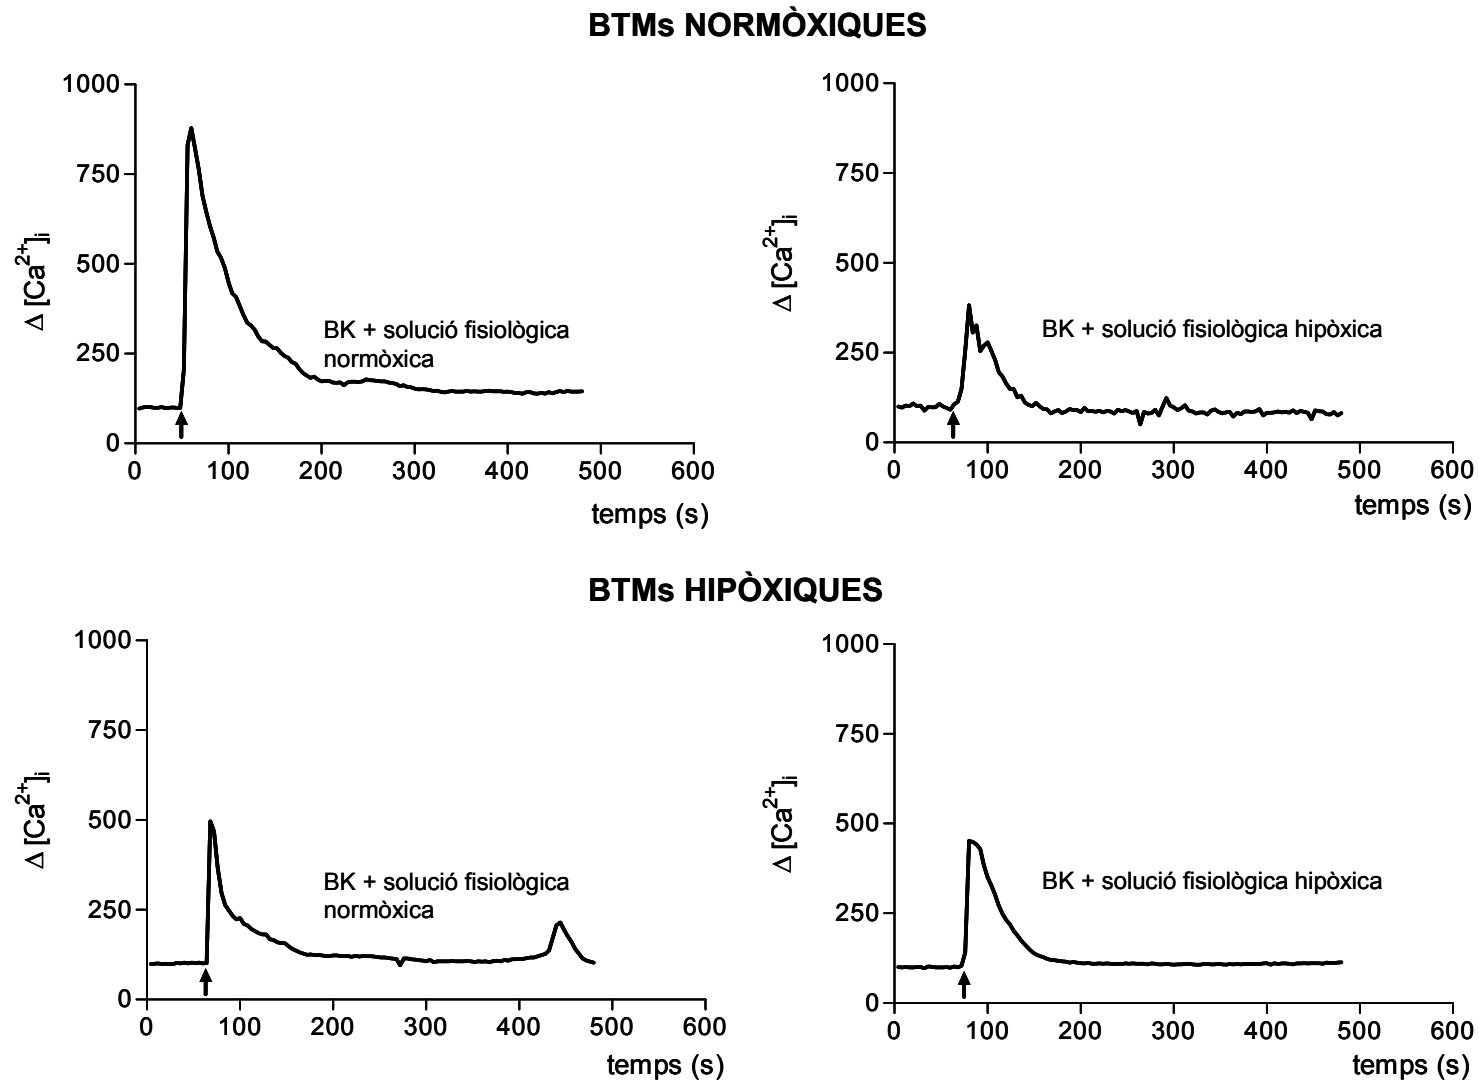 BTMs NORMÒXIQUES
1000
750
500
250
0
Δ [Ca2+]i
BK + solució fisiològica
normòxica
0 100 200 300 400 500 600
temps (s)
1000
750
500
250
0
Δ [Ca2+]i
BK + solució fisiològica hipòxica
0 100 200 300 400 500 600
temps (s)
BTMs HIPÒXIQUES
1000
750
500
250
0
Δ [Ca2+]i
BK + solució fisiològica
normòxica
0 100 200 300 400 500 600
temps (s)
1000
750
500
250
0
Δ [Ca2+]i
BK + solució fisiològica hipòxica
0 100 200 300 400 500 600
temps (s)